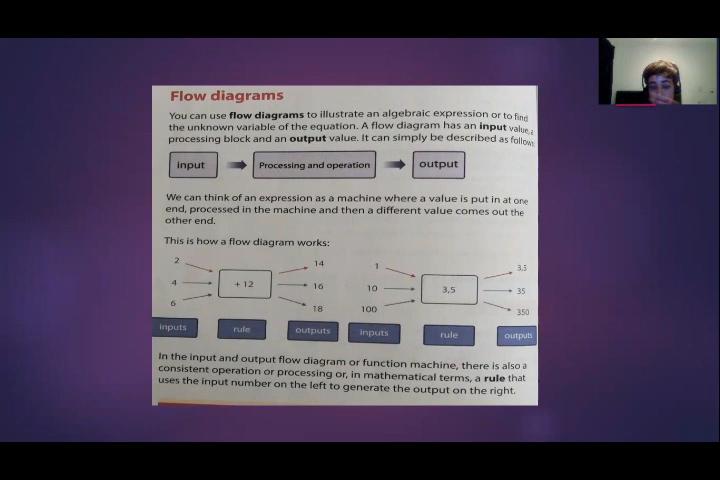 Flow diagrams
You can use flow diagrams to illustrate an algebraic expression or to find
the unknown variable of the equation. A flow diagram has an input value, a
processing block and an output value. It can simply be described as follows:
input Processing and operation output
We can think of an expression as a machine where a value is put in at one
end, processed in the machine and then a different value comes out the
other end.
This is how a flow diagram works:
2 14 1 3,5
4 + 12 16 10 3,5 35
6 18 100 350
inputs rule outputs inputs rule outputs
In the input and output flow diagram or function machine, there is also a
consistent operation or processing or, in mathematical terms, a rule that
uses the input number on the left to generate the output on the right.